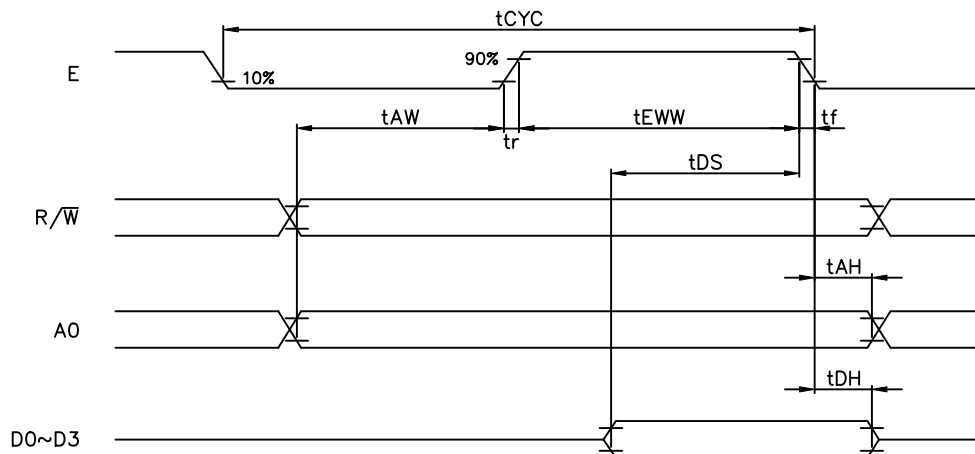 tCYC
E
90%
10%
tAW
tEWW
tf
tr
tDS
R/W̅
tAH
A0
tDH
D0~D3